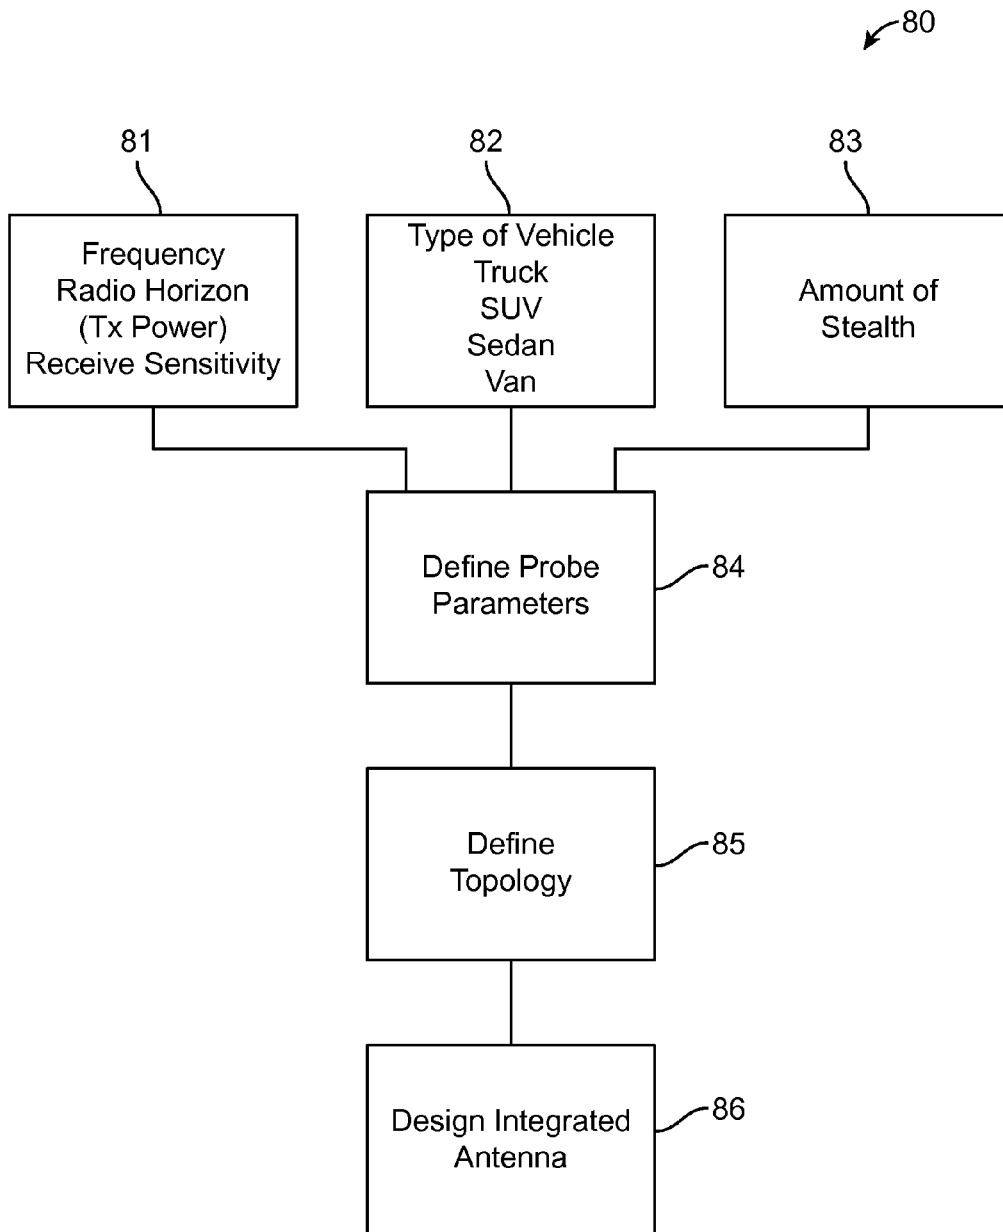 80
81
82
83
Frequency
Radio Horizon
(Tx Power)
Receive Sensitivity
Type of Vehicle
Truck
SUV
Sedan
Van
Amount of
Stealth
Define Probe
Parameters
84
Define
Topology
85
Design Integrated
Antenna
86